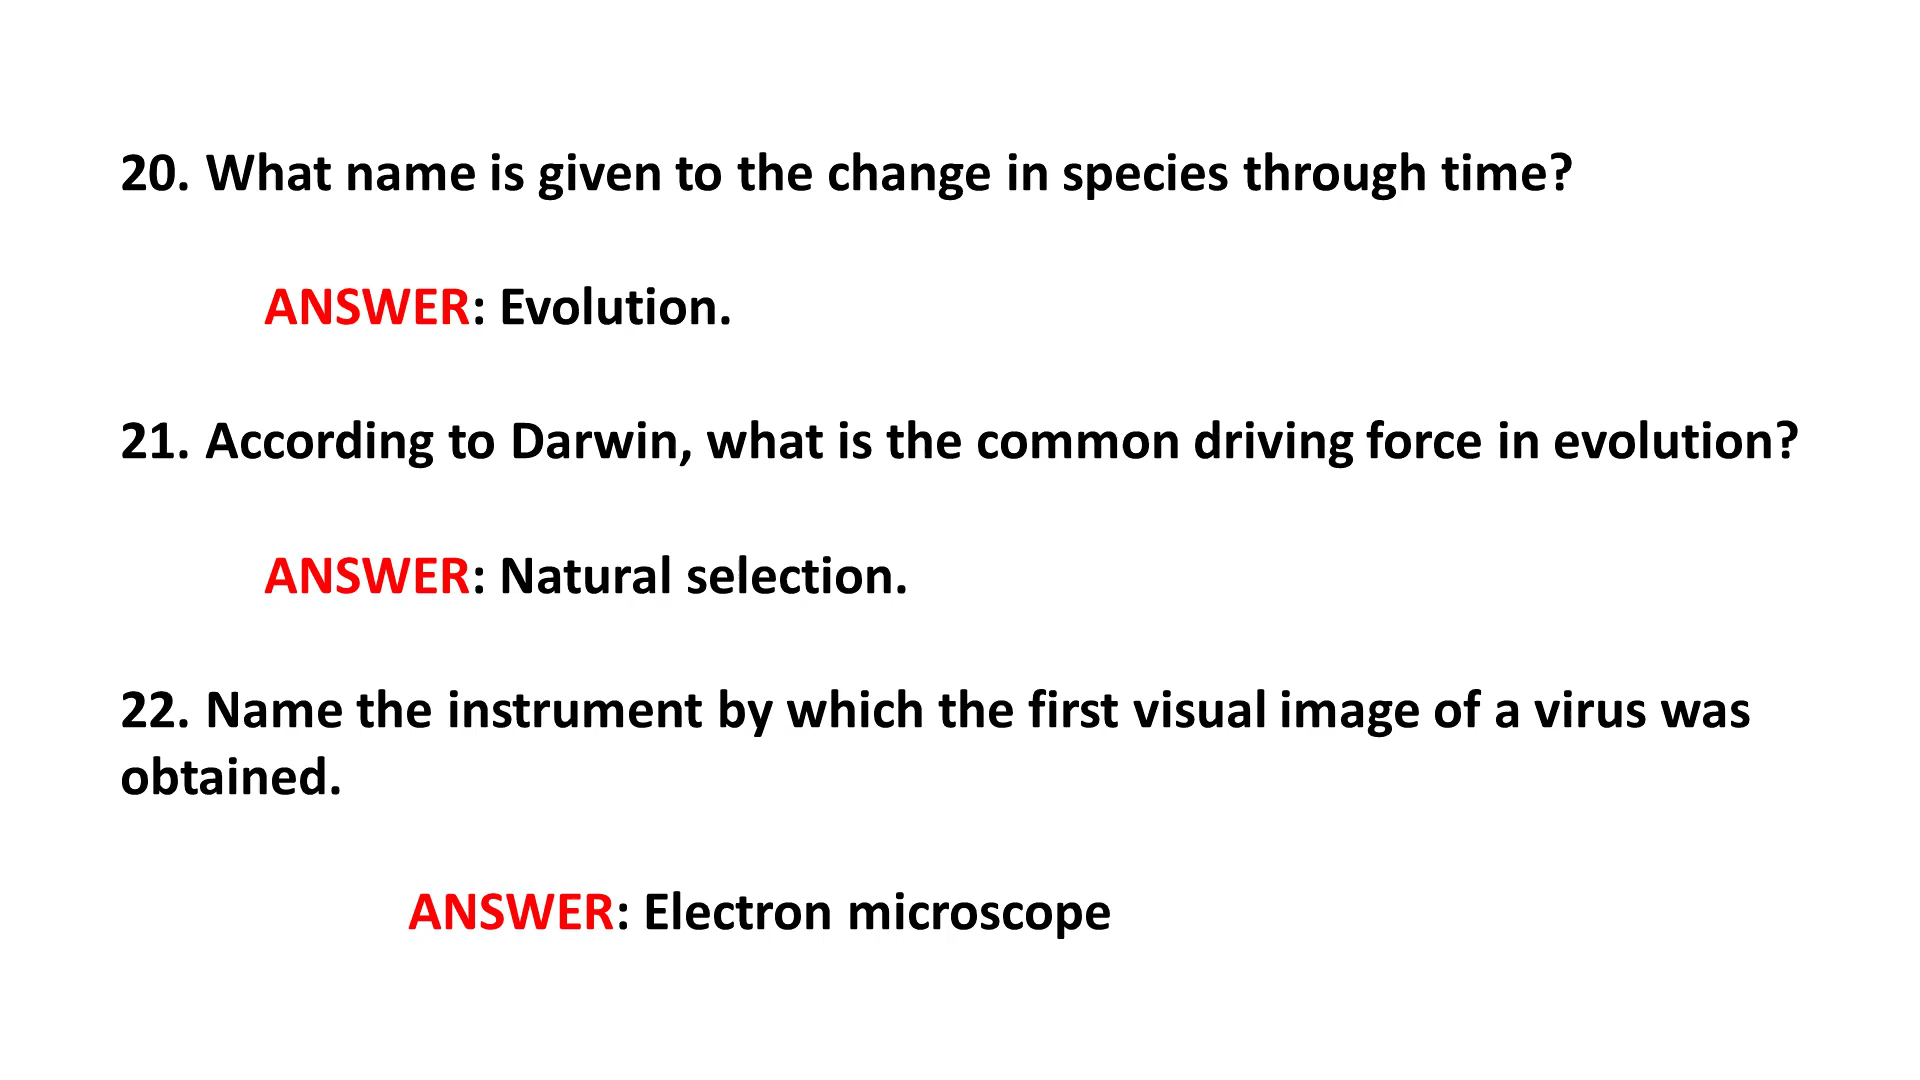 20. What name is given to the change in species through time?
ANSWER: Evolution.
21. According to Darwin, what is the common driving force in evolution?
ANSWER: Natural selection.
22. Name the instrument by which the first visual image of a virus was
obtained.
ANSWER: Electron microscope